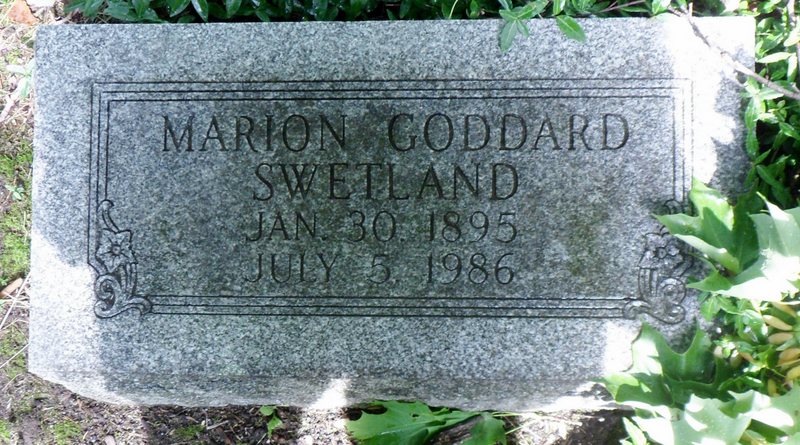 MARION GODDARD
SWETLAND
JAN. 30 1895
JULY 5, 1986